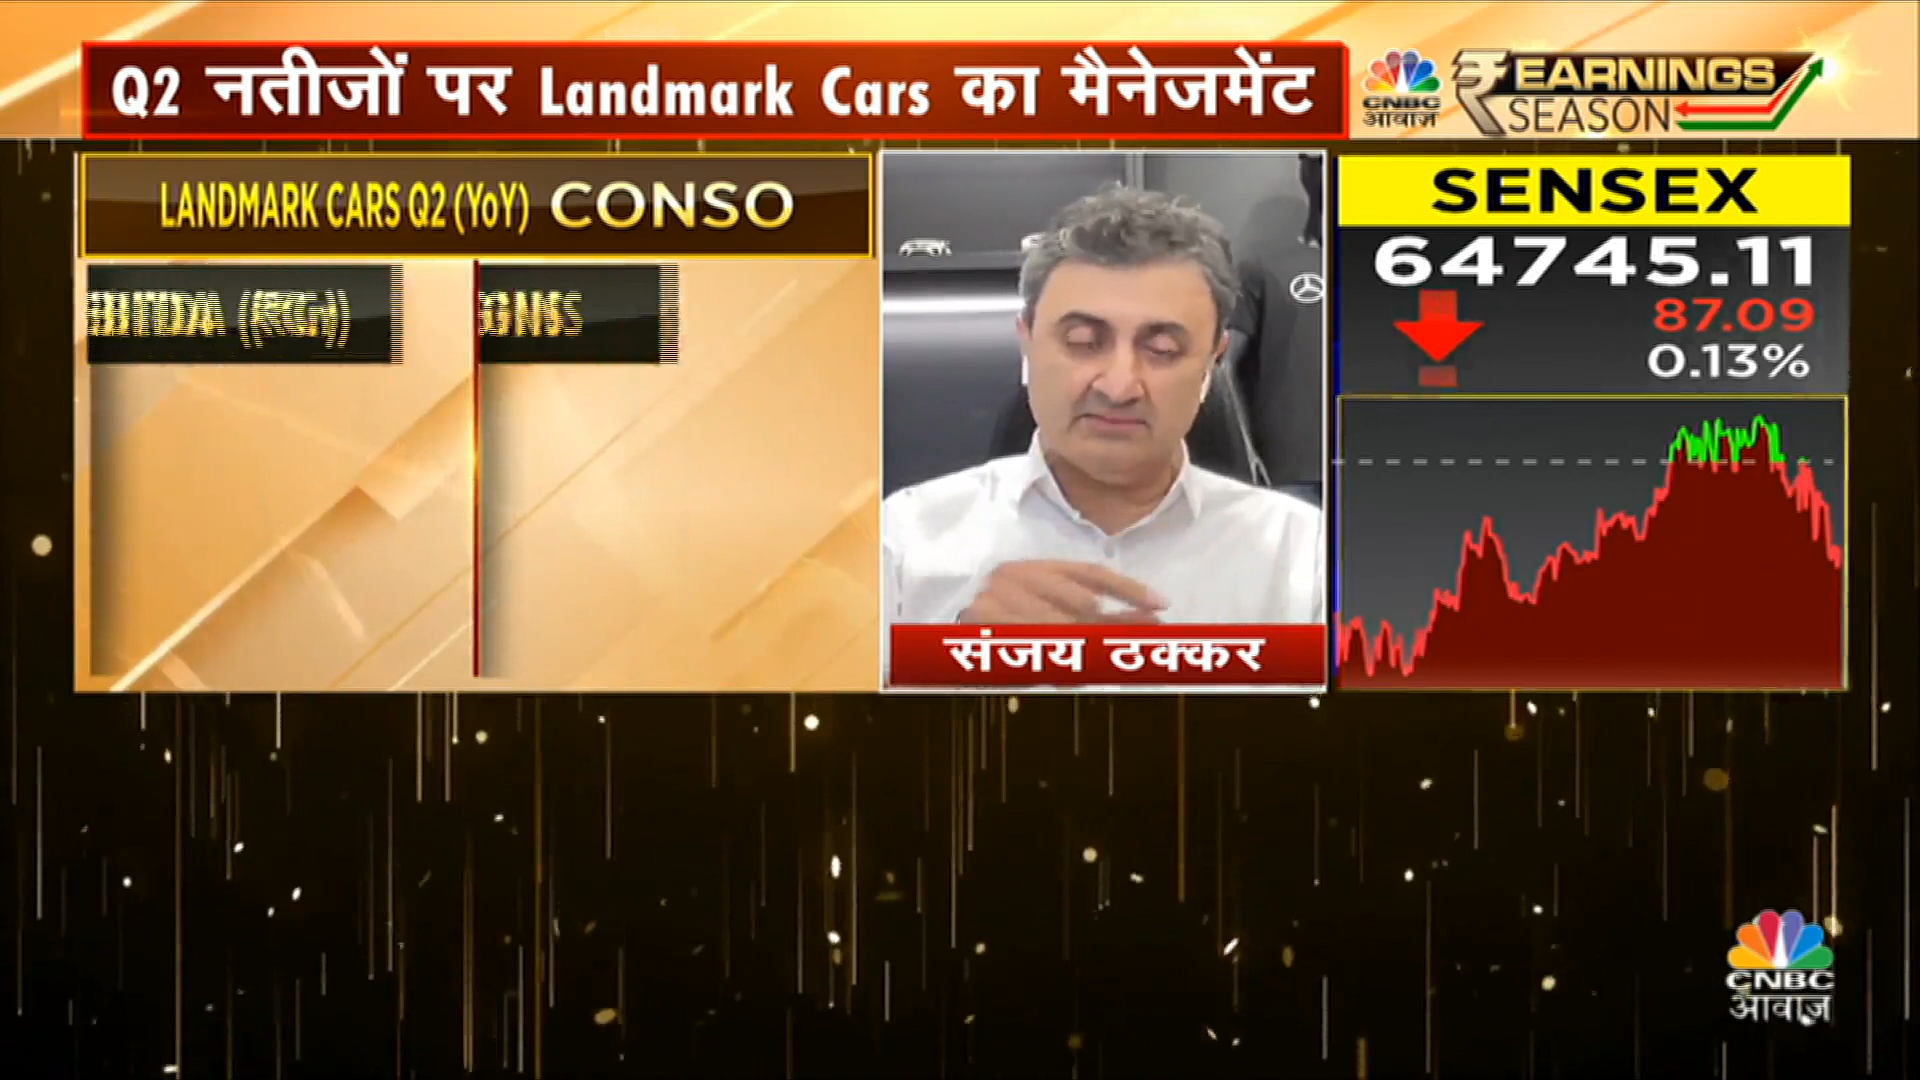 Q2 नतीजों पर Landmark Cars का मैनेजमेंट
CNBC
आवाज़
EARNINGS
SEASON
LANDMARK CARS Q2 (YoY) CONSO
SENSEX
64745.11
87.09
0.13%
संजय ठक्कर
CNBC
आवाज़